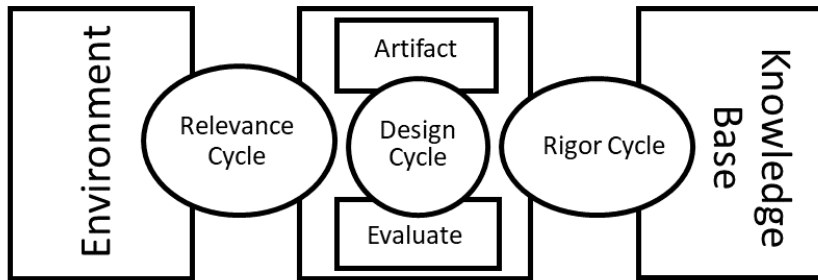 Environment
Relevance
Cycle
Artifact
Design
Cycle
Evaluate
Rigor Cycle
Knowledge
Base